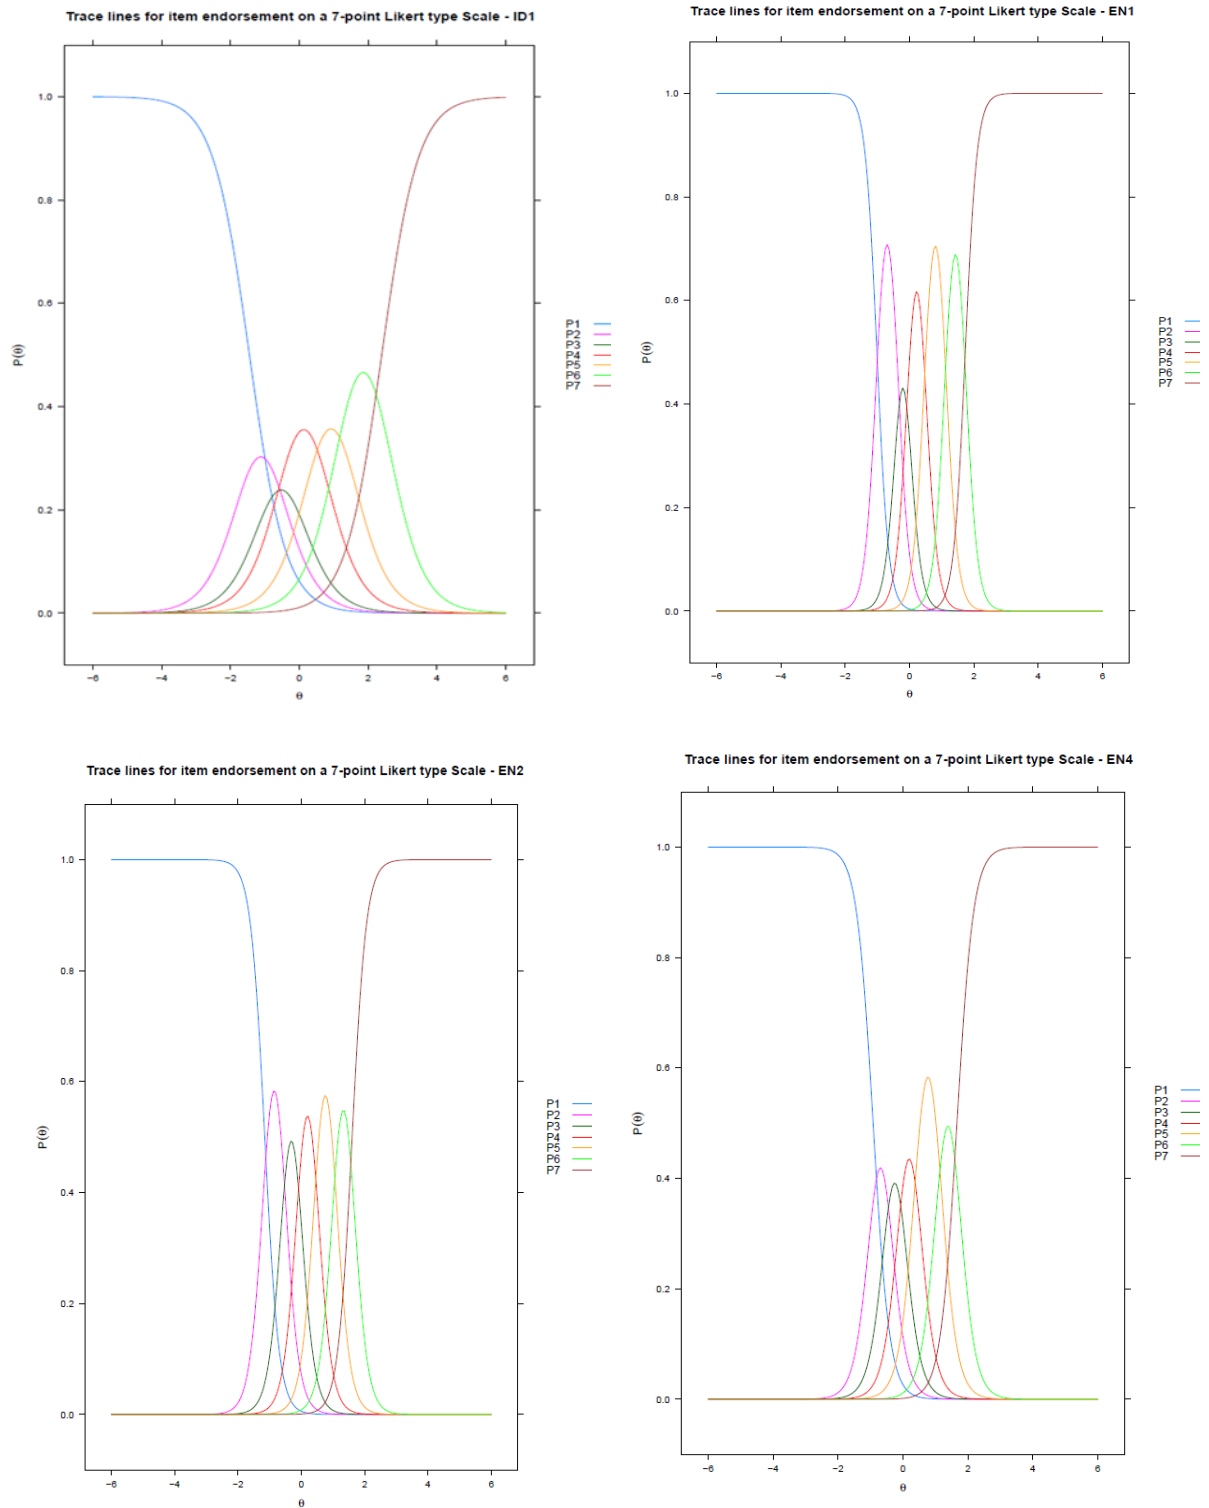 Trace lines for item endorsement on a 7-point Likert type Scale - ID1
1.0
0.8
0.6
0.4
0.2
0.0
P(θ)
−6 −4 −2 0 2 4 6
θ
P1
P2
P3
P4
P5
P6
P7
Trace lines for item endorsement on a 7-point Likert type Scale - EN1
1.0
0.8
0.6
0.4
0.2
0.0
P(θ)
−6 −4 −2 0 2 4 6
θ
P1
P2
P3
P4
P5
P6
P7
Trace lines for item endorsement on a 7-point Likert type Scale - EN2
1.0
0.8
0.6
0.4
0.2
0.0
P(θ)
−6 −4 −2 0 2 4 6
θ
P1
P2
P3
P4
P5
P6
P7
Trace lines for item endorsement on a 7-point Likert type Scale - EN4
1.0
0.8
0.6
0.4
0.2
0.0
P(θ)
−6 −4 −2 0 2 4 6
θ
P1
P2
P3
P4
P5
P6
P7